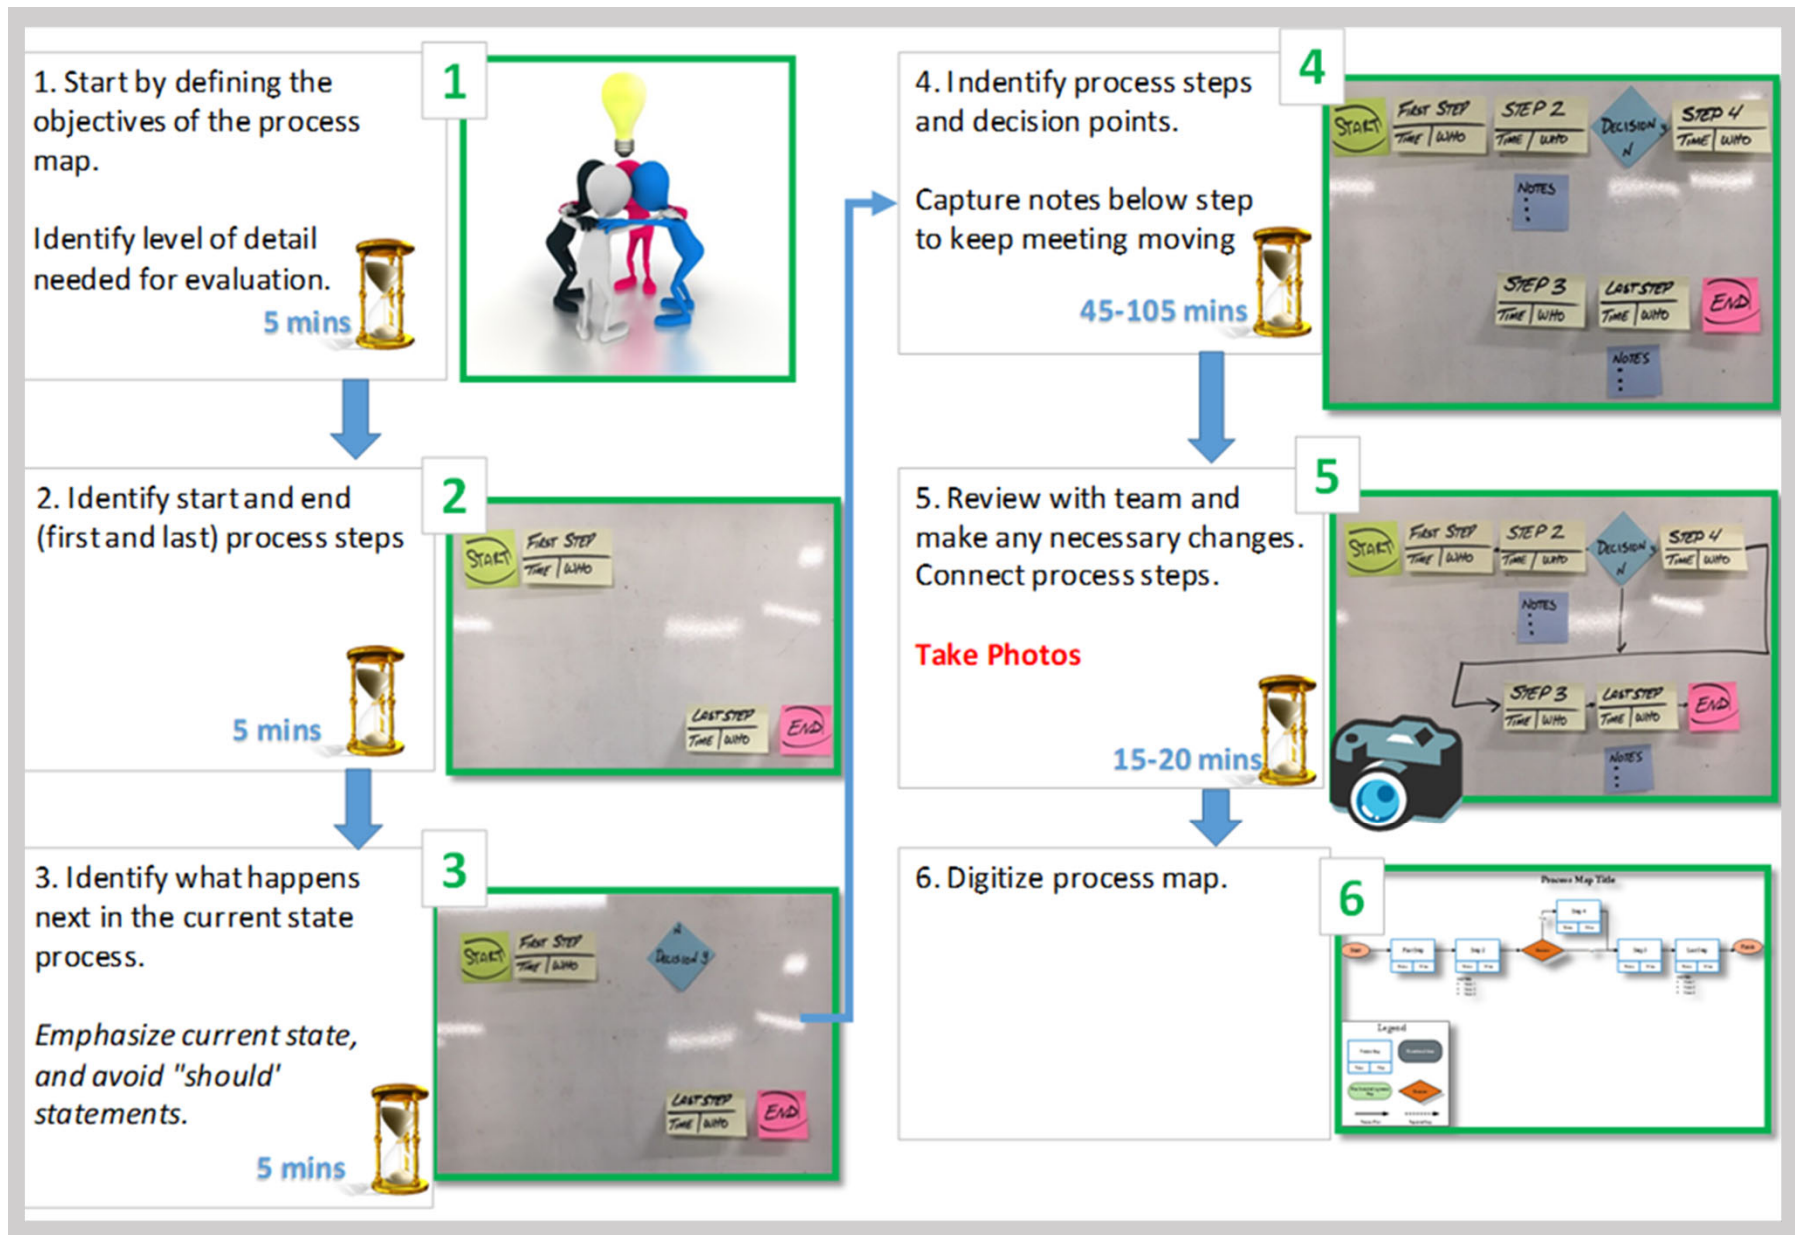 1. Start by defining the
objectives of the process
map.
Identify level of detail
needed for evaluation.
5 mins
1
2. Identify start and end
(first and last) process steps
5 mins
2
START
FIRST STEP
TIME WHO
LAST STEP
TIME WHO
END
3. Identify what happens
next in the current state
process.
Emphasize current state,
and avoid "should'
statements.
5 mins
3
START
FIRST STEP
TIME WHO
N
DECISION Y
LAST STEP
TIME WHO
END
4. Indentify process steps
and decision points.
Capture notes below step
to keep meeting moving
45-105 mins
4
START
FIRST STEP
TIME WHO
STEP 2
TIME WHO
DECISION Y
N
STEP 4
TIME WHO
NOTES
STEP 3
TIME WHO
LAST STEP
TIME WHO
END
NOTES
5. Review with team and
make any necessary changes.
Connect process steps.
Take Photos
15-20 mins
5
START
FIRST STEP
TIME WHO
STEP 2
TIME WHO
DECISION Y
N
STEP 4
TIME WHO
NOTES
STEP 3
TIME WHO
LAST STEP
TIME WHO
END
NOTES
6. Digitize process map.
6
Process Map Title
Legend